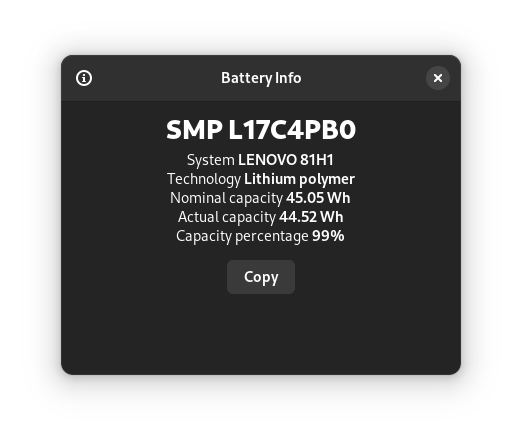 Battery Info
SMP L17C4PB0
System LENOVO 81H1
Technology Lithium polymer
Nominal capacity 45.05 Wh
Actual capacity 44.52 Wh
Capacity percentage 99%
Copy